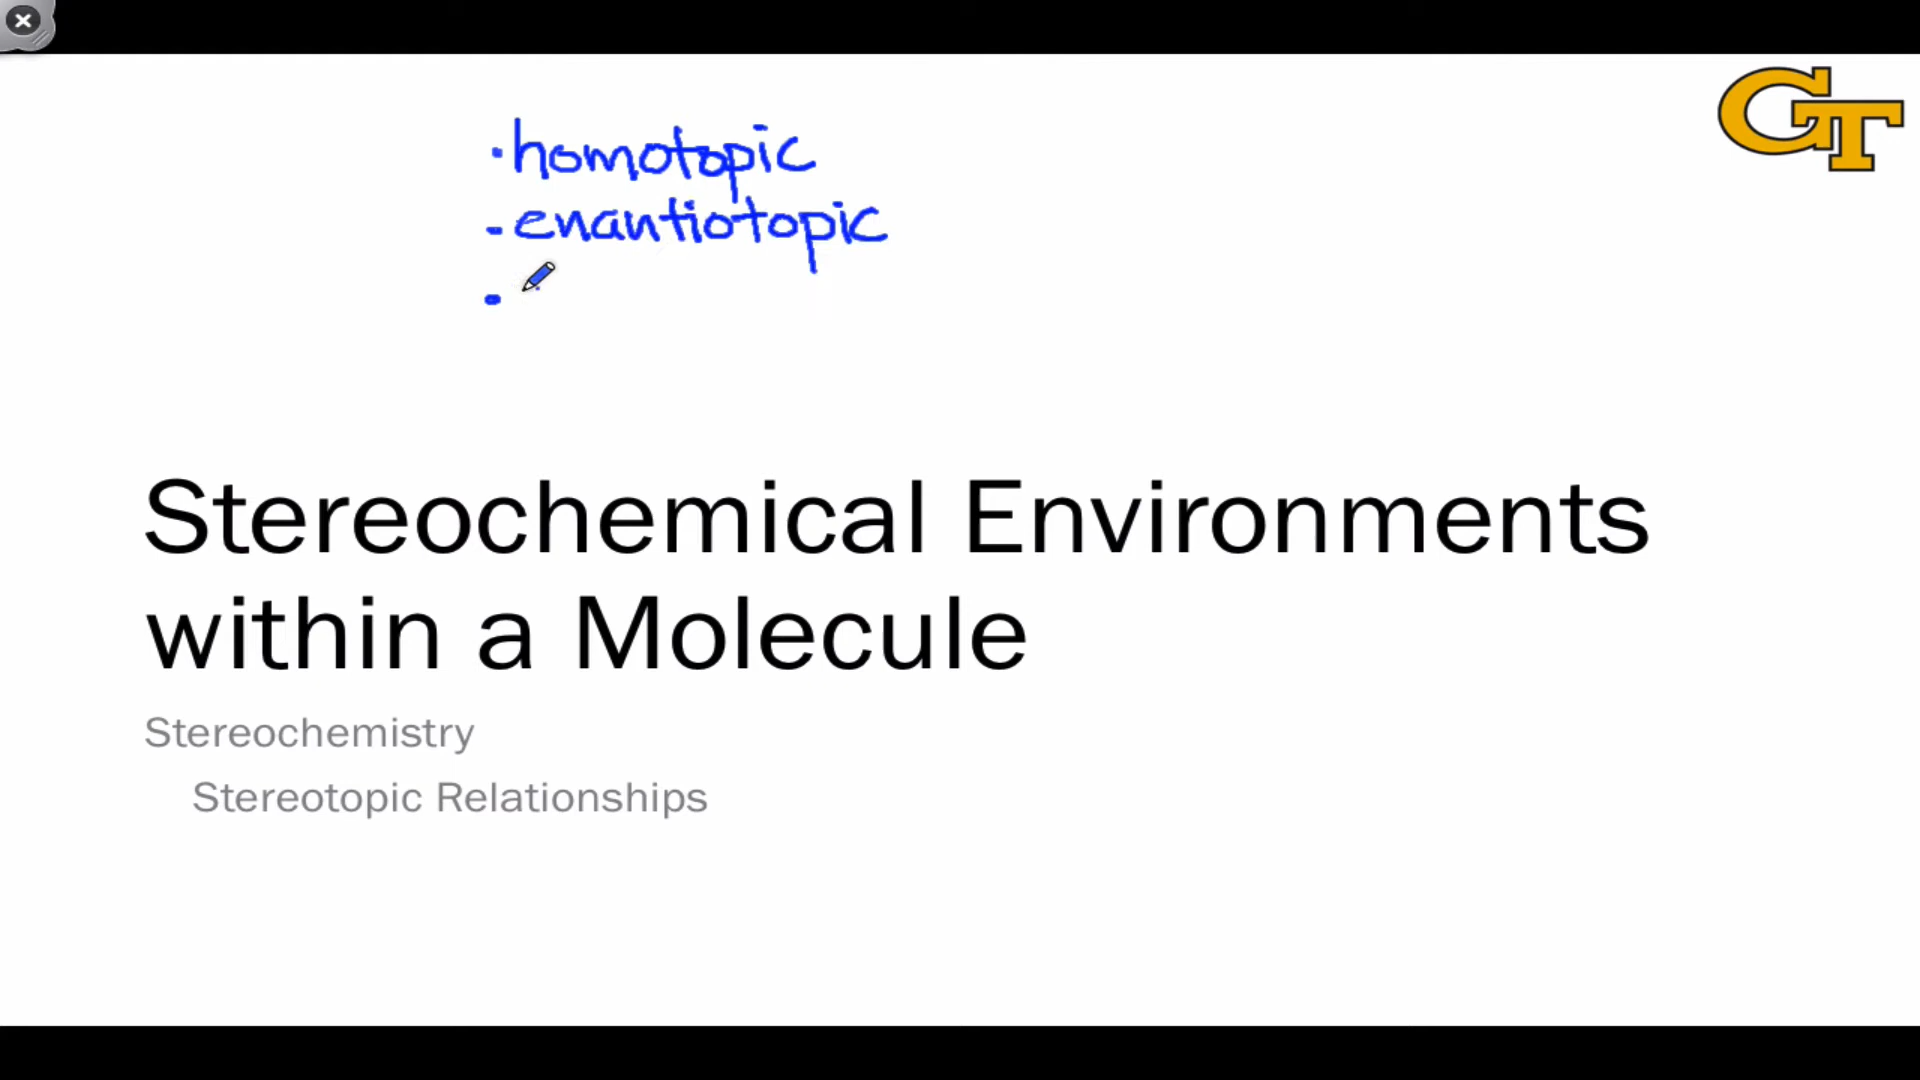 GT
· homotopic
· enantiotopic
·
Stereochemical Environments
within a Molecule
Stereochemistry
Stereotopic Relationships